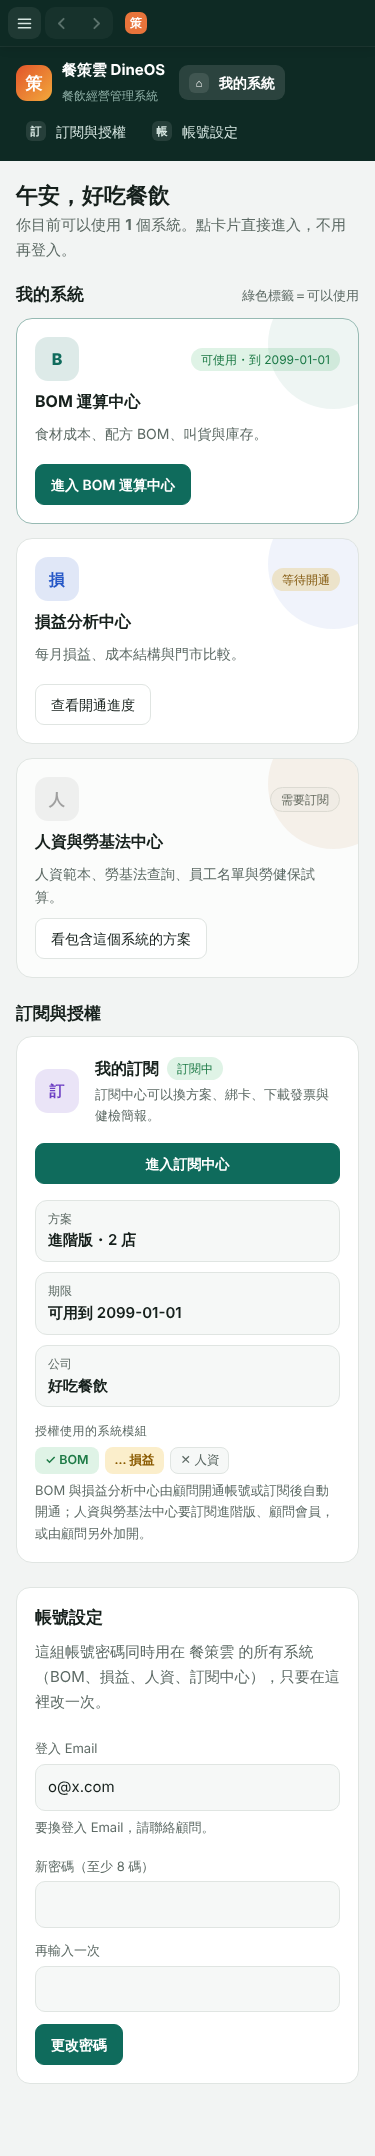 策
策
餐策雲 DineOS
餐飲經營管理系統
⌂ 我的系統
訂 訂閱與授權
帳 帳號設定
午安，好吃餐飲
你目前可以使用 1 個系統。點卡片直接進入，不用
再登入。
我的系統
綠色標籤＝可以使用
B
可使用・到 2099-01-01
BOM 運算中心
食材成本、配方 BOM、叫貨與庫存。
進入 BOM 運算中心
損
等待開通
損益分析中心
每月損益、成本結構與門市比較。
查看開通進度
人
需要訂閱
人資與勞基法中心
人資範本、勞基法查詢、員工名單與勞健保試
算。
看包含這個系統的方案
訂閱與授權
訂
我的訂閱 訂閱中
訂閱中心可以換方案、綁卡、下載發票與
健檢簡報。
進入訂閱中心
方案
進階版・2 店
期限
可用到 2099-01-01
公司
好吃餐飲
授權使用的系統模組
✓ BOM … 損益 ✕ 人資
BOM 與損益分析中心由顧問開通帳號或訂閱後自動
開通；人資與勞基法中心要訂閱進階版、顧問會員，
或由顧問另外加開。
帳號設定
這組帳號密碼同時用在 餐策雲 的所有系統
（BOM、損益、人資、訂閱中心），只要在這
裡改一次。
登入 Email
o@x.com
要換登入 Email，請聯絡顧問。
新密碼（至少 8 碼）
再輸入一次
更改密碼